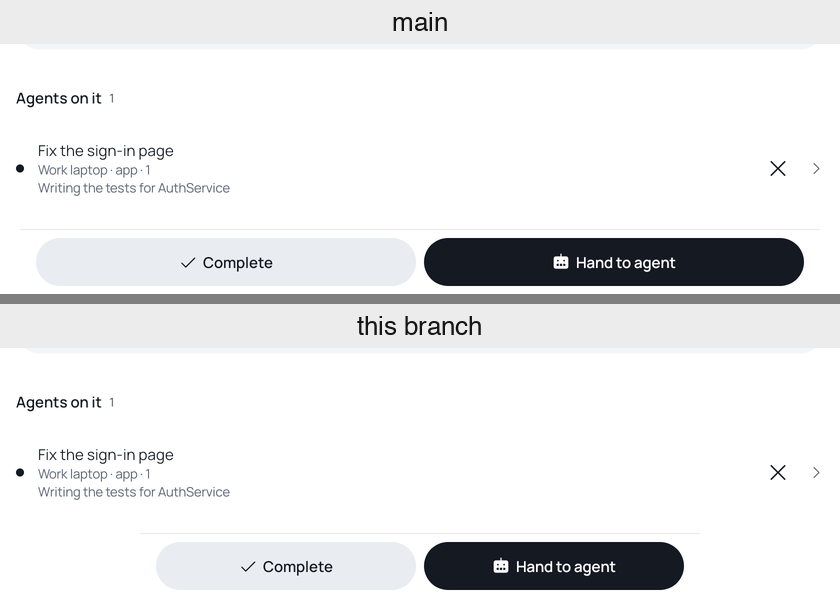 main
Agents on it 1
Fix the sign-in page
Work laptop · app · 1
Writing the tests for AuthService
Complete
Hand to agent
this branch
Agents on it 1
Fix the sign-in page
Work laptop · app · 1
Writing the tests for AuthService
Complete
Hand to agent